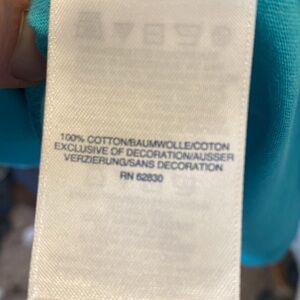 100% COTTON/BAUMWOLLE/COTON
EXCLUSIVE OF DECORATION/AUSSER
VERZIERUNG/SANS DECORATION
RN 62830